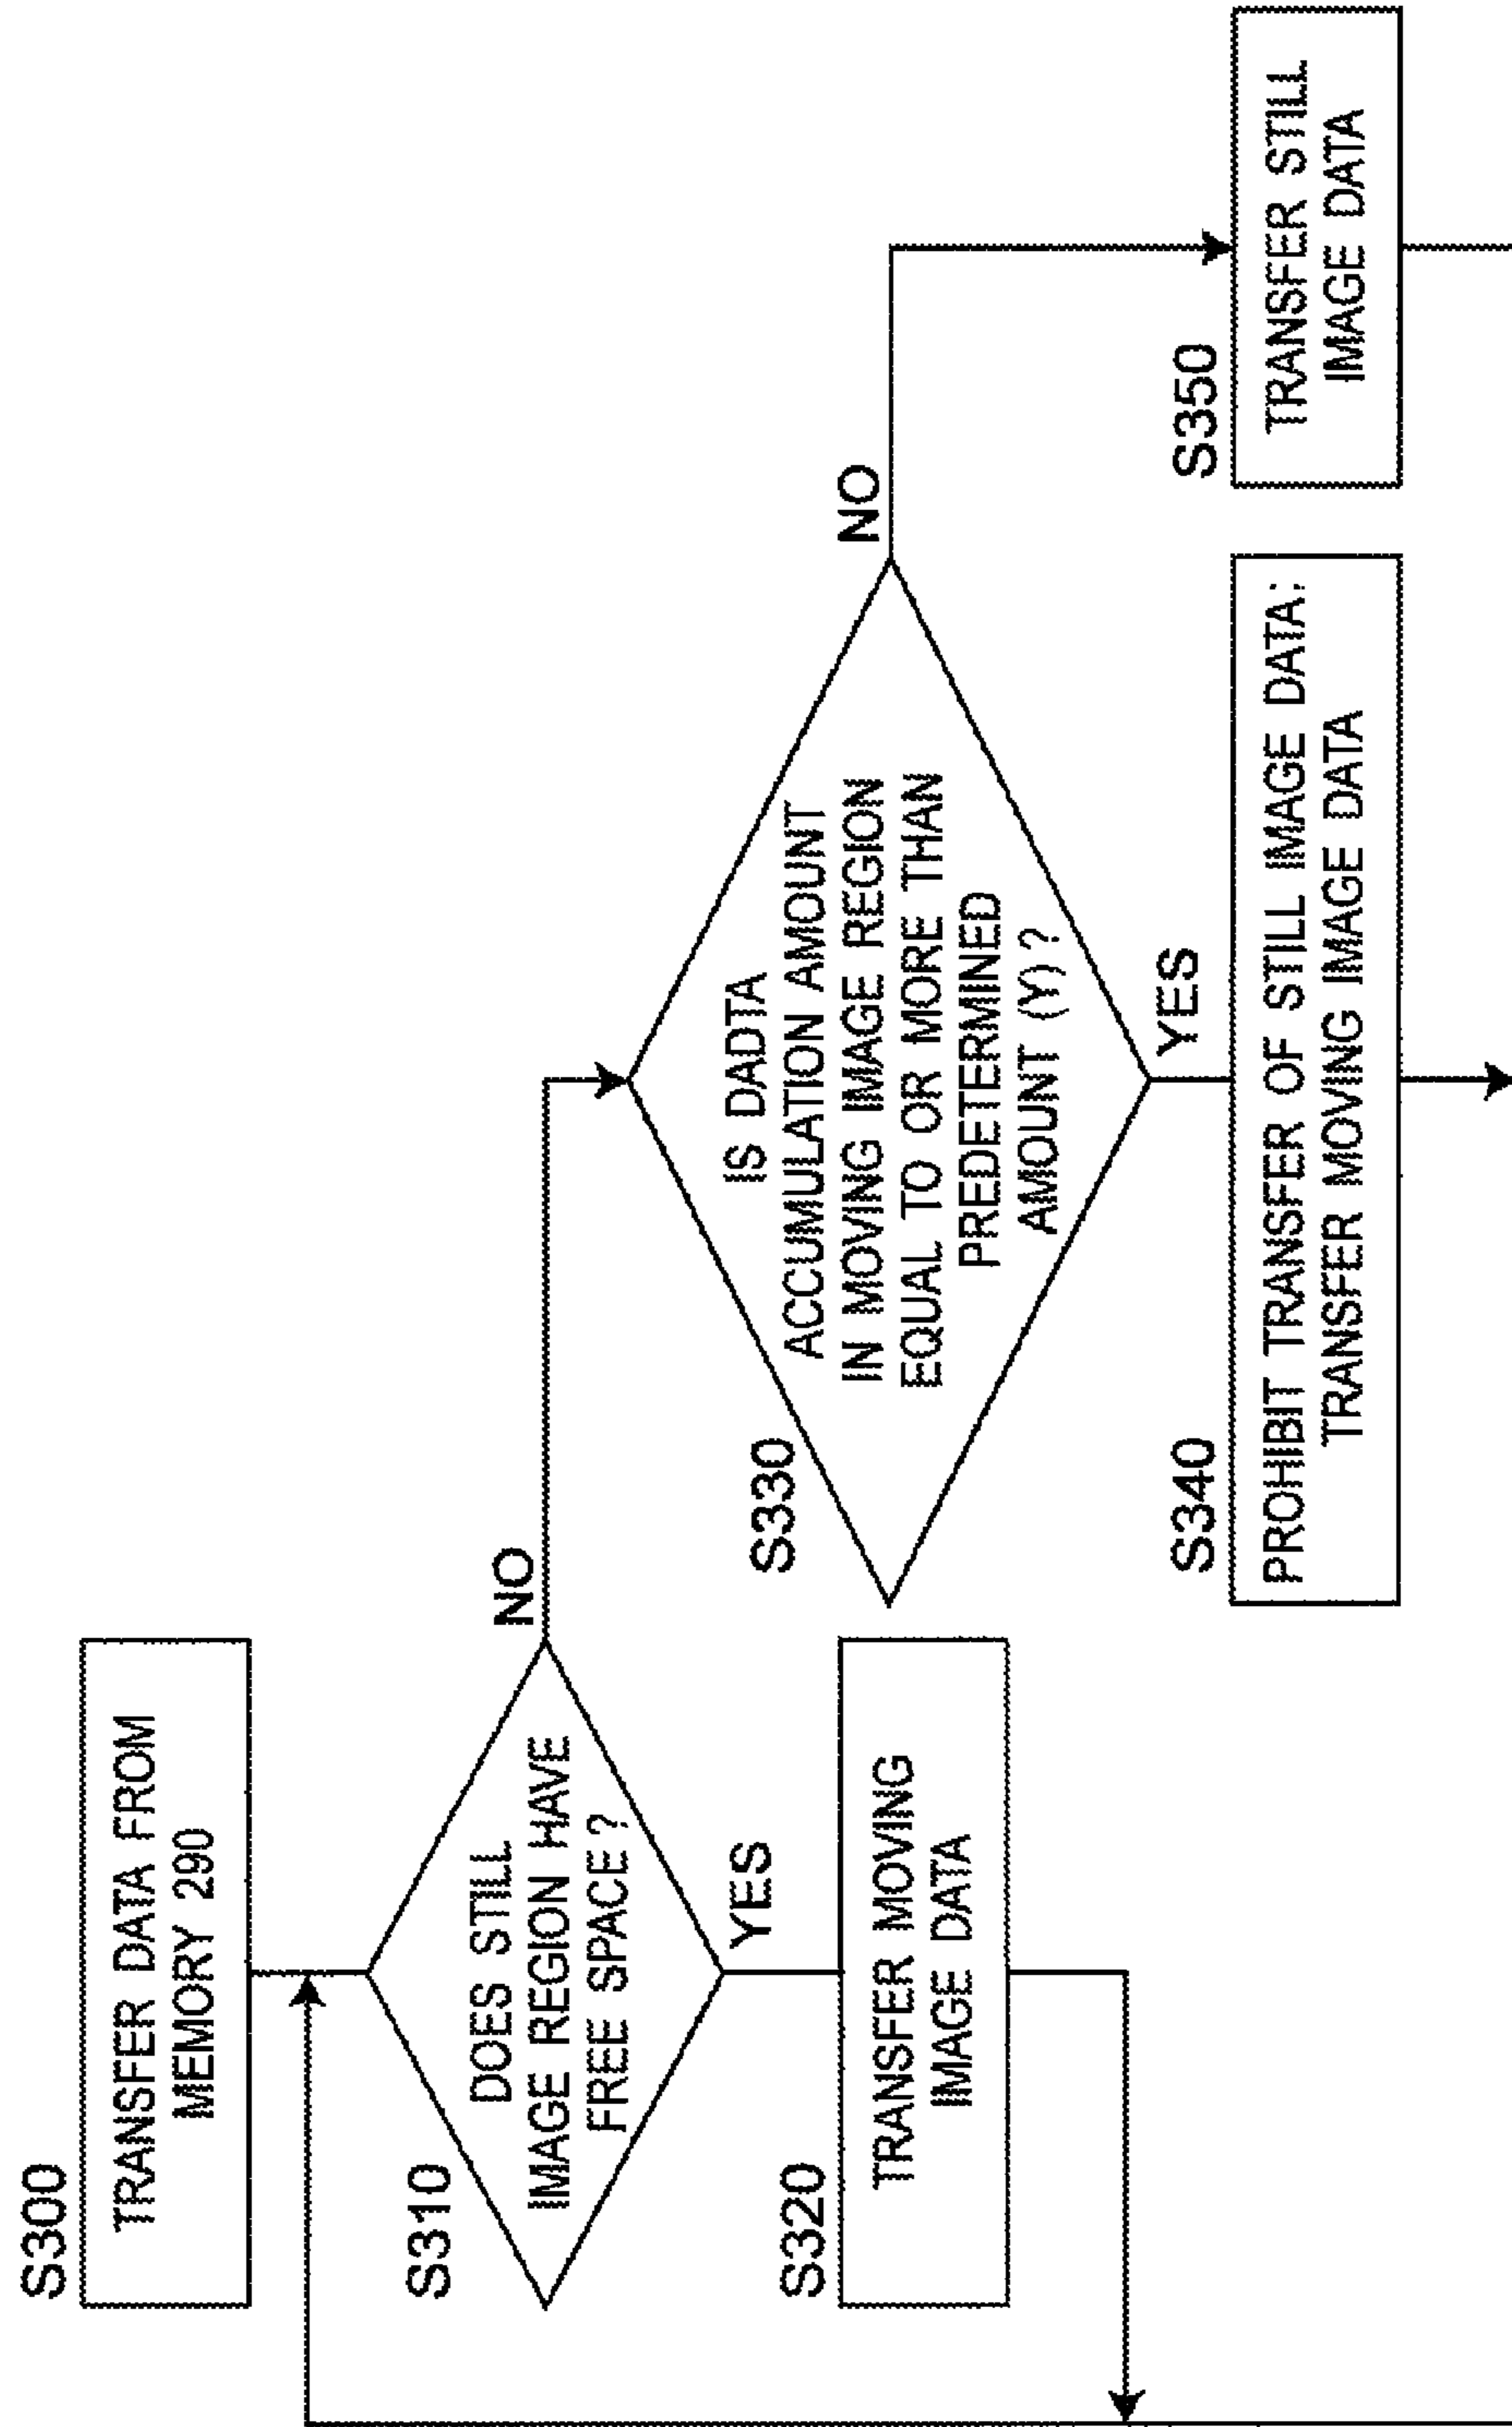 S300
TRANSFER DATA FROM
MEMORY 290
S310
DOES STILL
IMAGE REGION HAVE
FREE SPACE ?
NO
YES
S320
TRANSFER MOVING
IMAGE DATA
S330
IS DADTA
ACCUMULATION AMOUNT
IN MOVING IMAGE REGION
EQUAL TO OR MORE THAN
PREDETERMINED
AMOUNT (Y) ?
NO
YES
S340
PROHIBIT TRANSFER OF STILL IMAGE DATA:
TRANSFER MOVING IMAGE DATA
S350
TRANSFER STILL
IMAGE DATA